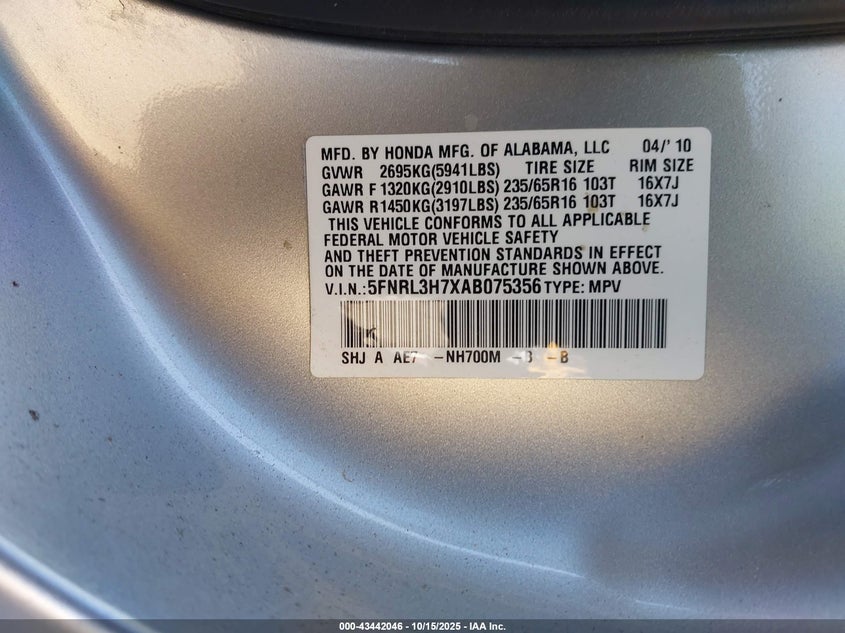 MFD. BY HONDA MFG. OF ALABAMA, LLC 04/'10
GVWR 2695KG(5941LBS) TIRE SIZE RIM SIZE
GAWR F 1320KG(2910LBS) 235/65R16 103T 16X7J
GAWR R1450KG(3197LBS) 235/65R16 103T 16X7J
THIS VEHICLE CONFORMS TO ALL APPLICABLE
FEDERAL MOTOR VEHICLE SAFETY
AND THEFT PREVENTION STANDARDS IN EFFECT
ON THE DATE OF MANUFACTURE SHOWN ABOVE.
V.I.N.:5FNRL3H7XAB075356 TYPE: MPV
K
SHJ A AE7 -NH700M -B -B
000-43442046 - 10/15/2025 - IAA Inc.